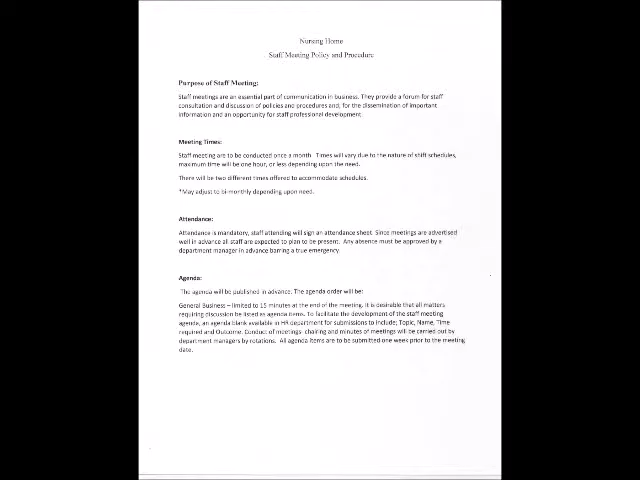 Nursing Home
Staff Meeting Policy and Procedure
Purpose of Staff Meeting:
Staff meetings are an essential part of communication in business. They provide a forum for staff
consultation and discussion of policies and procedures and, for the dissemination of important
information and an opportunity for staff professional development.
Meeting Times:
Staff meeting are to be conducted once a month. Times will vary due to the nature of shift schedules,
maximum time will be one hour, or less depending upon the need.
There will be two different times offered to accommodate schedules.
*May adjust to bi-monthly depending upon need.
Attendance:
Attendance is mandatory, staff attending will sign an attendance sheet. Since meetings are advertised
well in advance all staff are expected to plan to be present. Any absence must be approved by a
department manager in advance barring a true emergency.
Agenda:
The agenda will be published in advance. The agenda order will be:
General Business – limited to 15 minutes at the end of the meeting. It is desirable that all matters
requiring discussion be listed as agenda items. To facilitate the development of the staff meeting
agenda, an agenda blank available in HR department for submissions to include; Topic, Name, Time
required and Outcome. Conduct of meetings- chairing and minutes of meetings will be carried out by
department managers by rotations. All agenda items are to be submitted one week prior to the meeting
date.